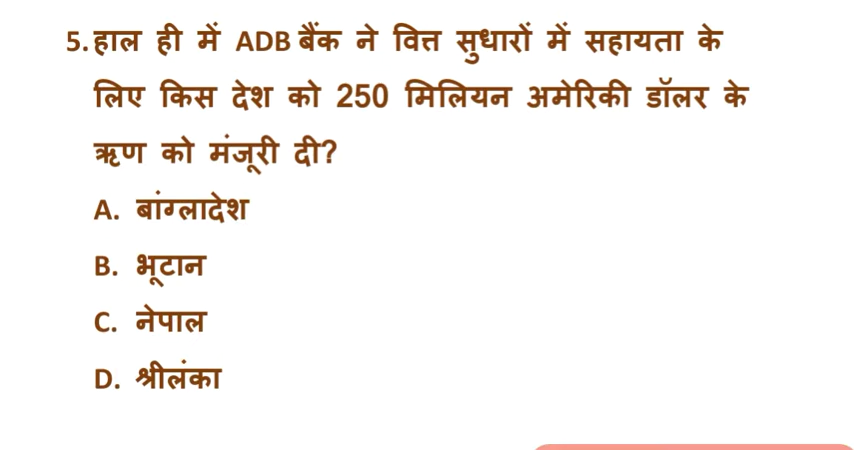 5. हाल ही में ADB बैंक ने वित्त सुधारों में सहायता के
लिए किस देश को 250 मिलियन अमेरिकी डॉलर के
ऋण को मंजूरी दी?
A. बांग्लादेश
B. भूटान
C. नेपाल
D. श्रीलंका